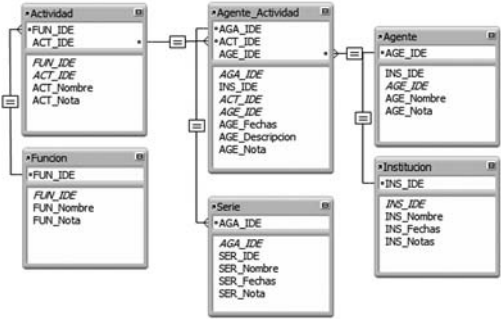 Actividad
FUN_IDE
ACT_IDE
FUN_IDE
ACT_IDE
ACT_Nombre
ACT_Nota
Agente_Actividad
AGA_IDE
ACT_IDE
AGE_IDE
AGA_IDE
INS_IDE
ACT_IDE
AGE_IDE
AGE_Fechas
AGE_Descripcion
AGE_Nota
Agente
AGE_IDE
INS_IDE
AGE_IDE
AGE_Nombre
AGE_Nota
Funcion
FUN_IDE
FUN_IDE
FUN_Nombre
FUN_Nota
Institucion
INS_IDE
INS_IDE
INS_Nombre
INS_Fechas
INS_Notas
Serie
AGA_IDE
AGA_IDE
SER_IDE
SER_Nombre
SER_Fechas
SER_Nota